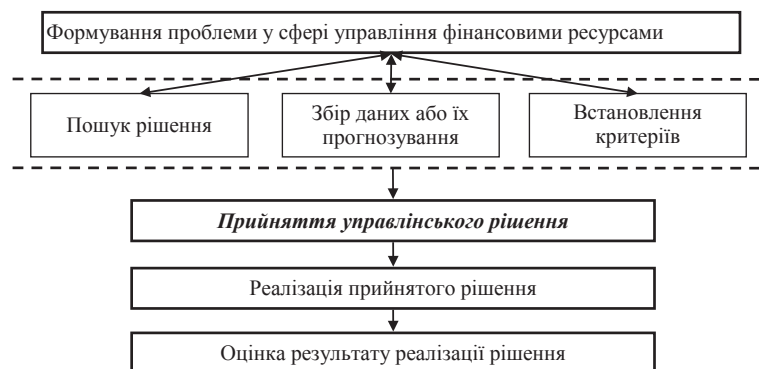 Формування проблеми у сфері управління фінансовими ресурсами
Пошук рішення
Збір даних або їх
прогнозування
Встановлення
критеріїв
Прийняття управлінського рішення
Реалізація прийнятого рішення
Оцінка результату реалізації рішення